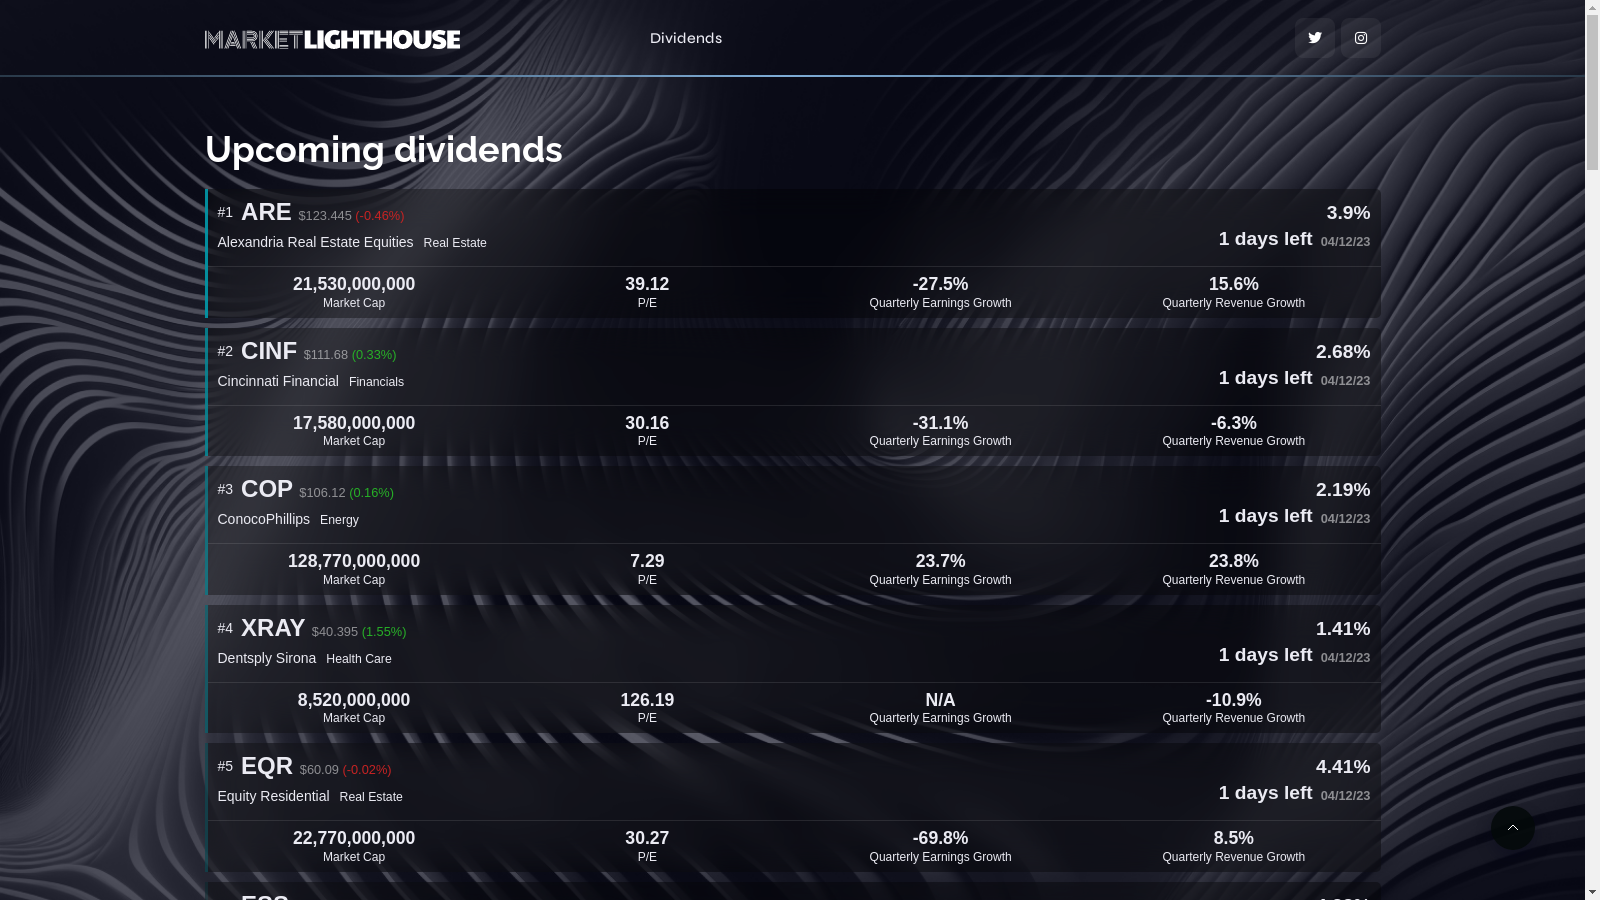 MARKETLIGHTHOUSE
Dividends
Upcoming dividends
#1 ARE $123.445 (-0.46%)
3.9%
Alexandria Real Estate Equities Real Estate
1 days left 04/12/23
21,530,000,000 39.12 -27.5% 15.6%
Market Cap P/E Quarterly Earnings Growth Quarterly Revenue Growth
#2 CINF $111.68 (0.33%)
2.68%
Cincinnati Financial Financials
1 days left 04/12/23
17,580,000,000 30.16 -31.1% -6.3%
Market Cap P/E Quarterly Earnings Growth Quarterly Revenue Growth
#3 COP $106.12 (0.16%)
2.19%
ConocoPhillips Energy
1 days left 04/12/23
128,770,000,000 7.29 23.7% 23.8%
Market Cap P/E Quarterly Earnings Growth Quarterly Revenue Growth
#4 XRAY $40.395 (1.55%)
1.41%
Dentsply Sirona Health Care
1 days left 04/12/23
8,520,000,000 126.19 N/A -10.9%
Market Cap P/E Quarterly Earnings Growth Quarterly Revenue Growth
#5 EQR $60.09 (-0.02%)
4.41%
Equity Residential Real Estate
1 days left 04/12/23
22,770,000,000 30.27 -69.8% 8.5%
Market Cap P/E Quarterly Earnings Growth Quarterly Revenue Growth